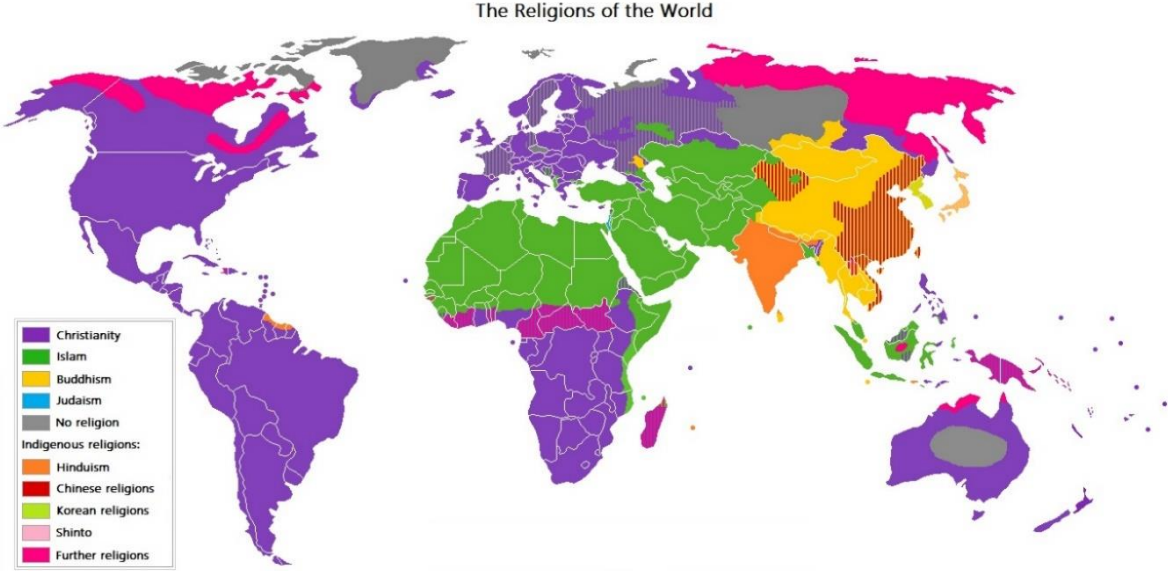 The Religions of the World
Christianity
Islam
Buddhism
Judaism
No religion
Indigenous religions:
Hinduism
Chinese religions
Korean religions
Shinto
Further religions